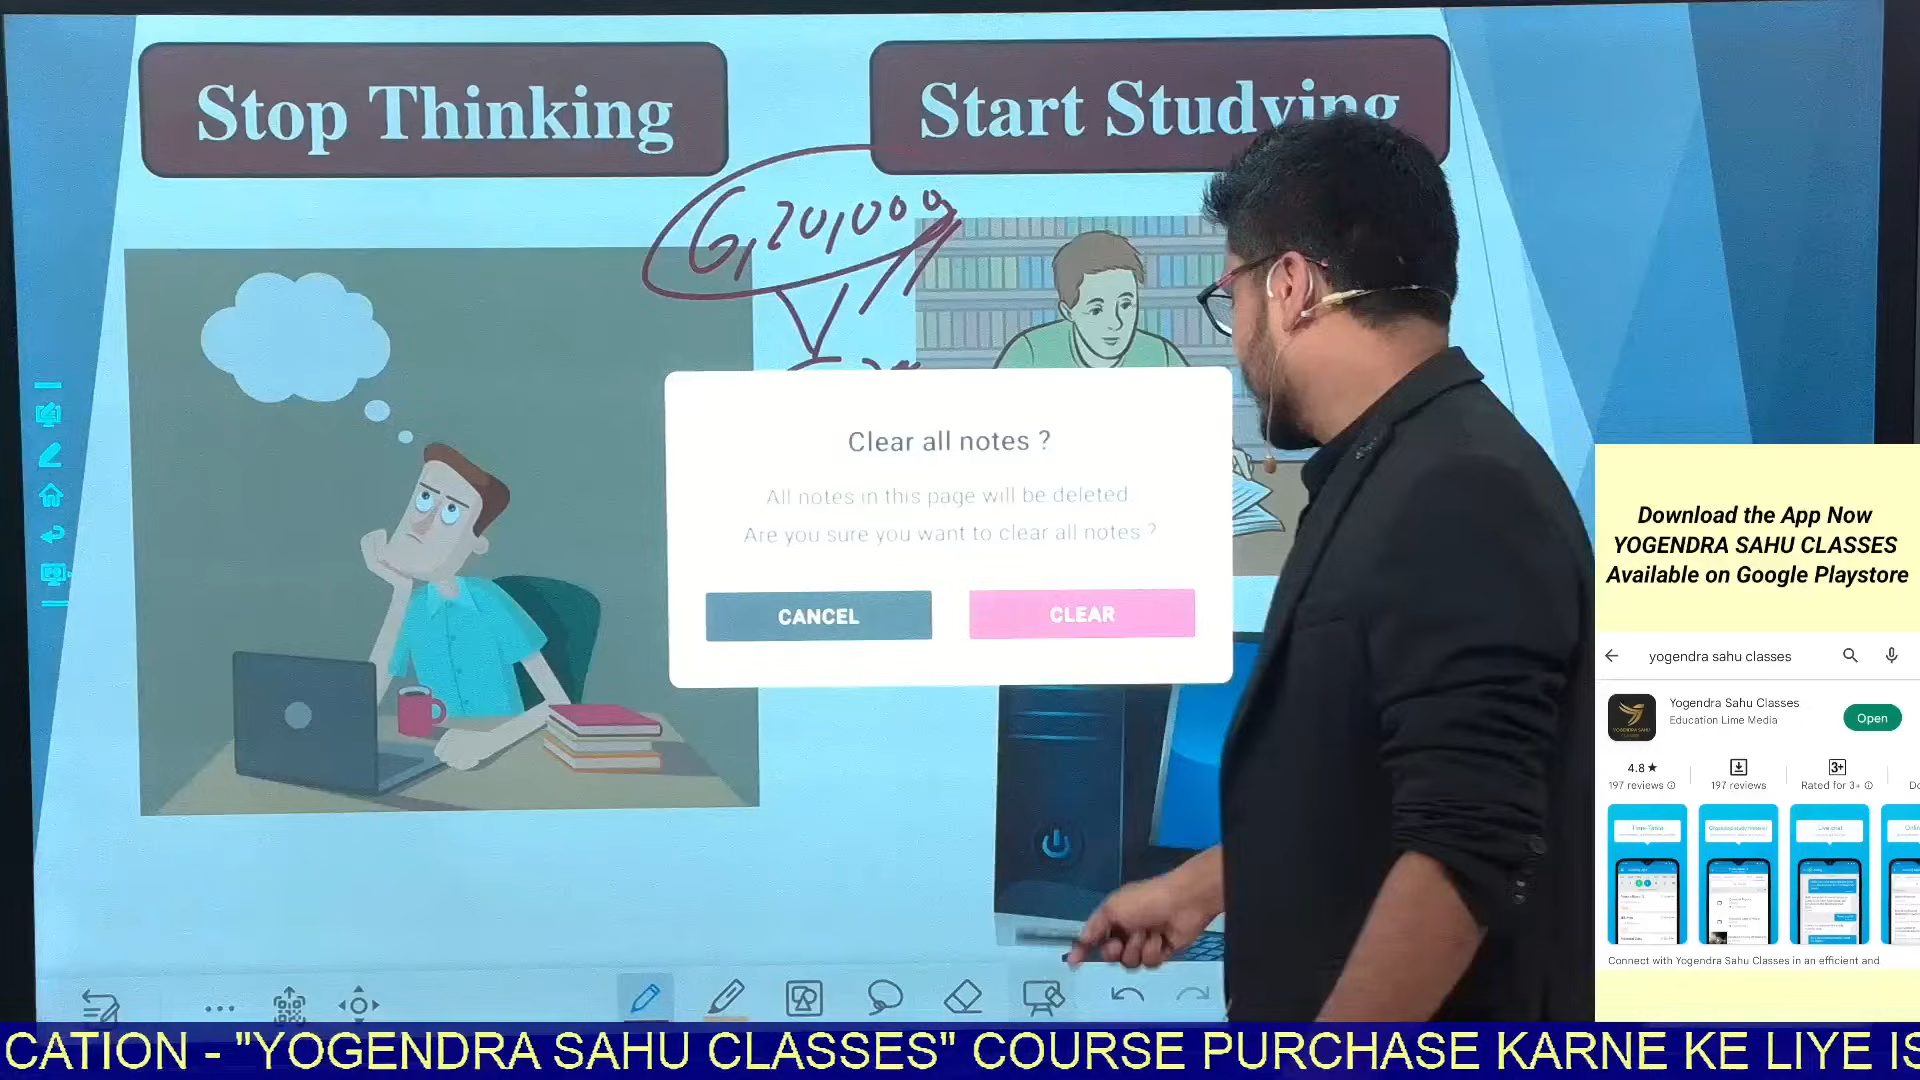 Stop Thinking
Start Studying
6,20,000
Clear all notes ?
All notes in this page will be deleted
Are you sure you want to clear all notes ?
CANCEL
CLEAR
Download the App Now
YOGENDRA SAHU CLASSES
Available on Google Playstore
yogendra sahu classes
Yogendra Sahu Classes
Education Lime Media
Open
4.8★
197 reviews
197 reviews
3+
Rated for 3+
Do
Live chat
Connect with Yogendra Sahu Classes in an efficient and
CATION - "YOGENDRA SAHU CLASSES" COURSE PURCHASE KARNE KE LIYE IS